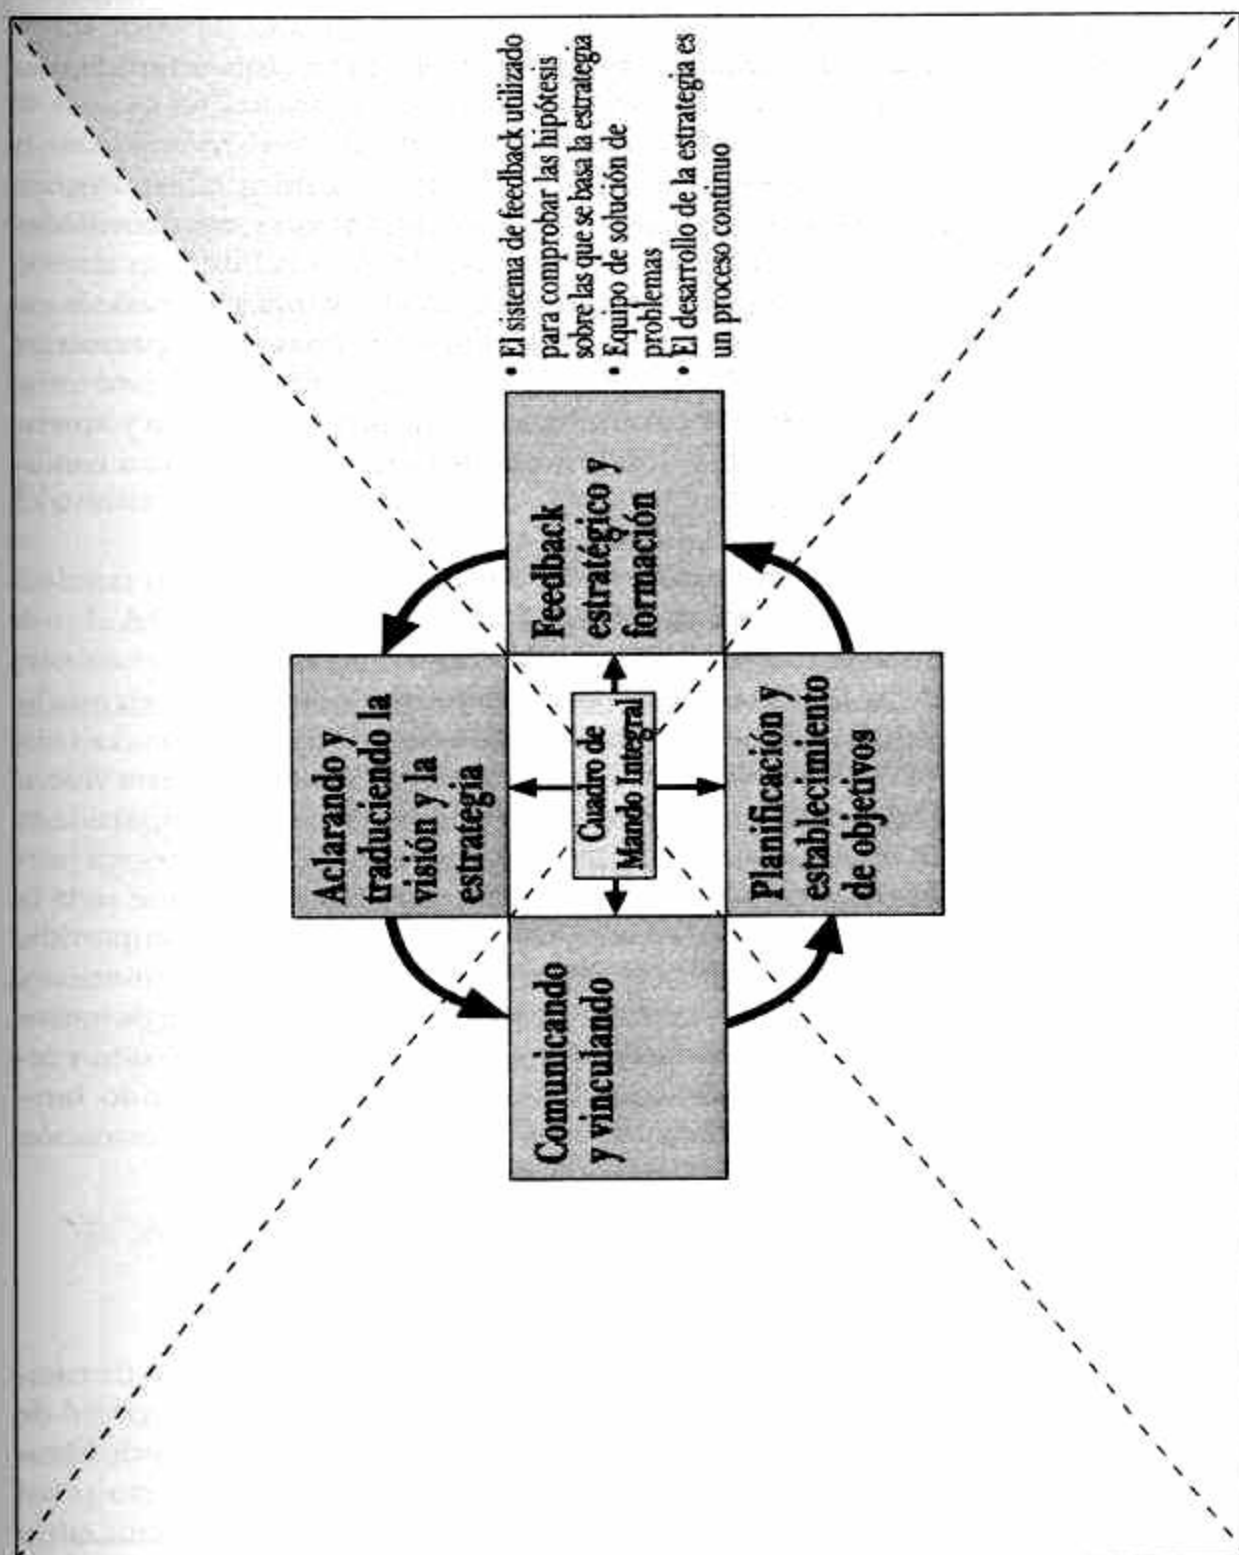 Aclarando y
traduciendo la
visión y la
estrategia
Comunicando
y vinculando
Cuadro de
Mando Integral
Feedback
estratégico y
formación
• El sistema de feedback utilizado
para comprobar las hipótesis
sobre las que se basa la estrategia
• Equipo de solución de
problemas
• El desarrollo de la estrategia es
un proceso continuo
Planificación y
establecimiento
de objetivos